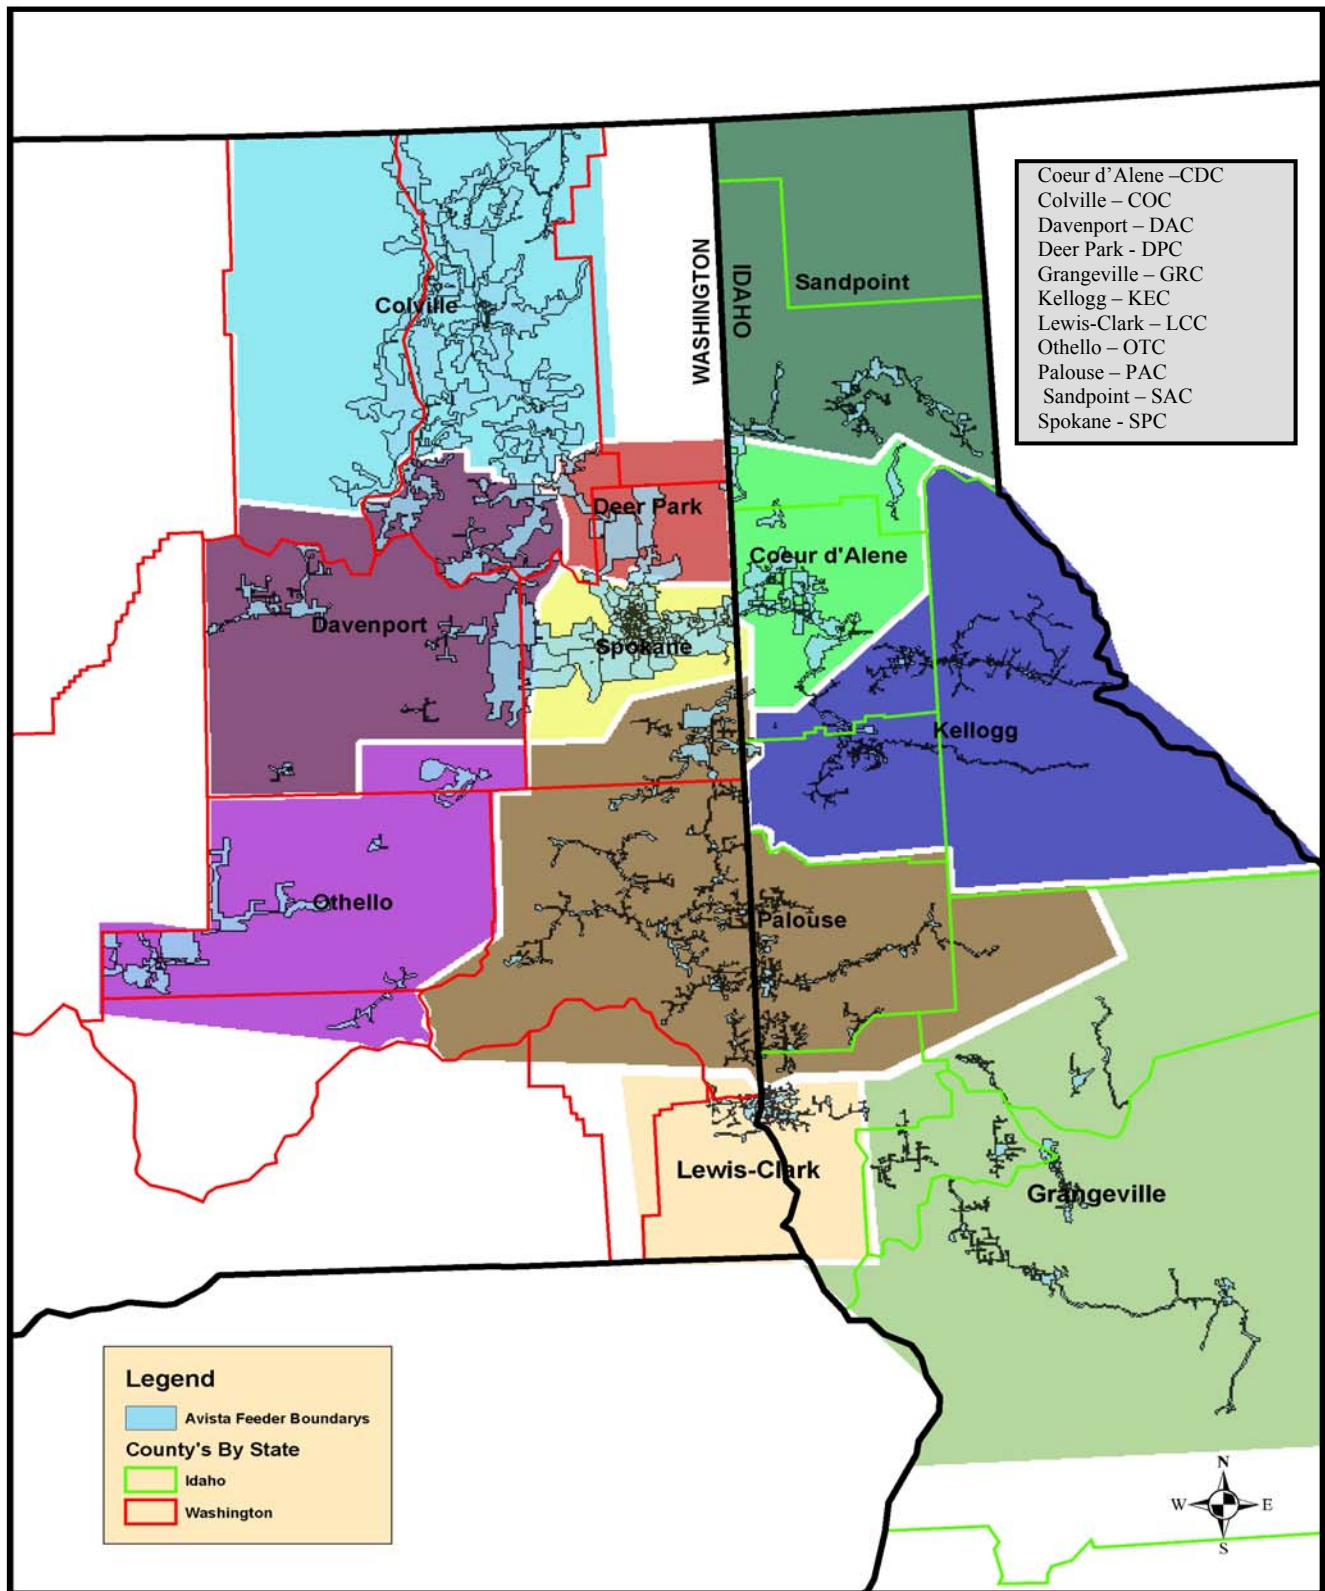 Coeur d'Alene –CDC
Colville – COC
Davenport – DAC
Deer Park - DPC
Grangeville – GRC
Kellogg – KEC
Lewis-Clark – LCC
Othello – OTC
Palouse – PAC
Sandpoint – SAC
Spokane - SPC
WASHINGTON
IDAHO
Sandpoint
Colville
Deer Park
Coeur d'Alene
Davenport
Spokane
Kellogg
Othello
Palouse
Lewis-Clark
Grangeville
Legend
Avista Feeder Boundarys
County's By State
Idaho
Washington
N
W E
S